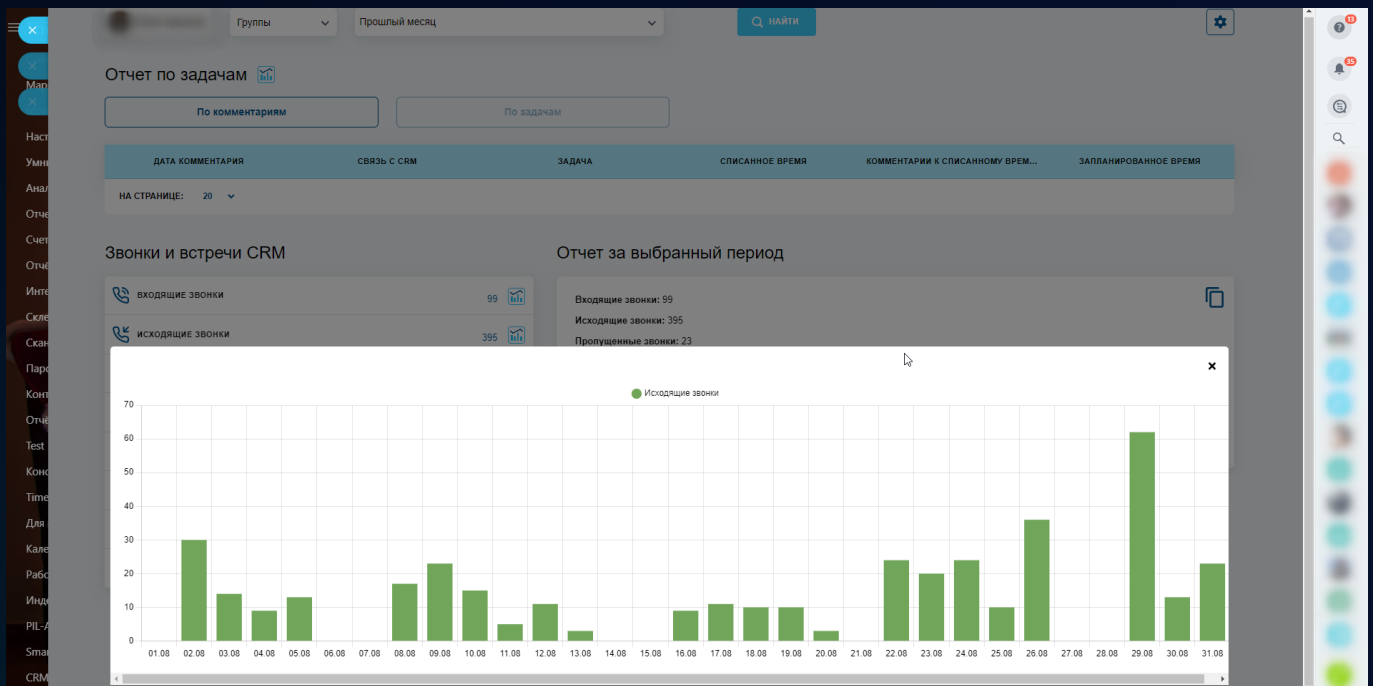 Группы
Прошлый месяц
НАЙТИ
13
35
Отчет по задачам
По комментариям
По задачам
ДАТА КОММЕНТАРИЯ СВЯЗЬ С CRM ЗАДАЧА СПИСАННОЕ ВРЕМЯ КОММЕНТАРИИ К СПИСАННОМУ ВРЕМ... ЗАПЛАНИРОВАННОЕ ВРЕМЯ
НА СТРАНИЦЕ: 20
Звонки и встречи CRM
ВХОДЯЩИЕ ЗВОНКИ 99
ИСХОДЯЩИЕ ЗВОНКИ 395
Отчет за выбранный период
Входящие звонки: 99
Исходящие звонки: 395
Пропущенные звонки: 23
Исходящие звонки
70
60
50
40
30
20
10
0
01.08 02.08 03.08 04.08 05.08 06.08 07.08 08.08 09.08 10.08 11.08 12.08 13.08 14.08 15.08 16.08 17.08 18.08 19.08 20.08 21.08 22.08 23.08 24.08 25.08 26.08 27.08 28.08 29.08 30.08 31.08
Мар
Наст
Умн
Анал
Отче
Счет
Отчё
Инте
Скле
Скан
Паро
Конт
Отчё
Test
Конс
Time
Для
Кале
Рабо
Инде
PIL-A
Smar
CRM